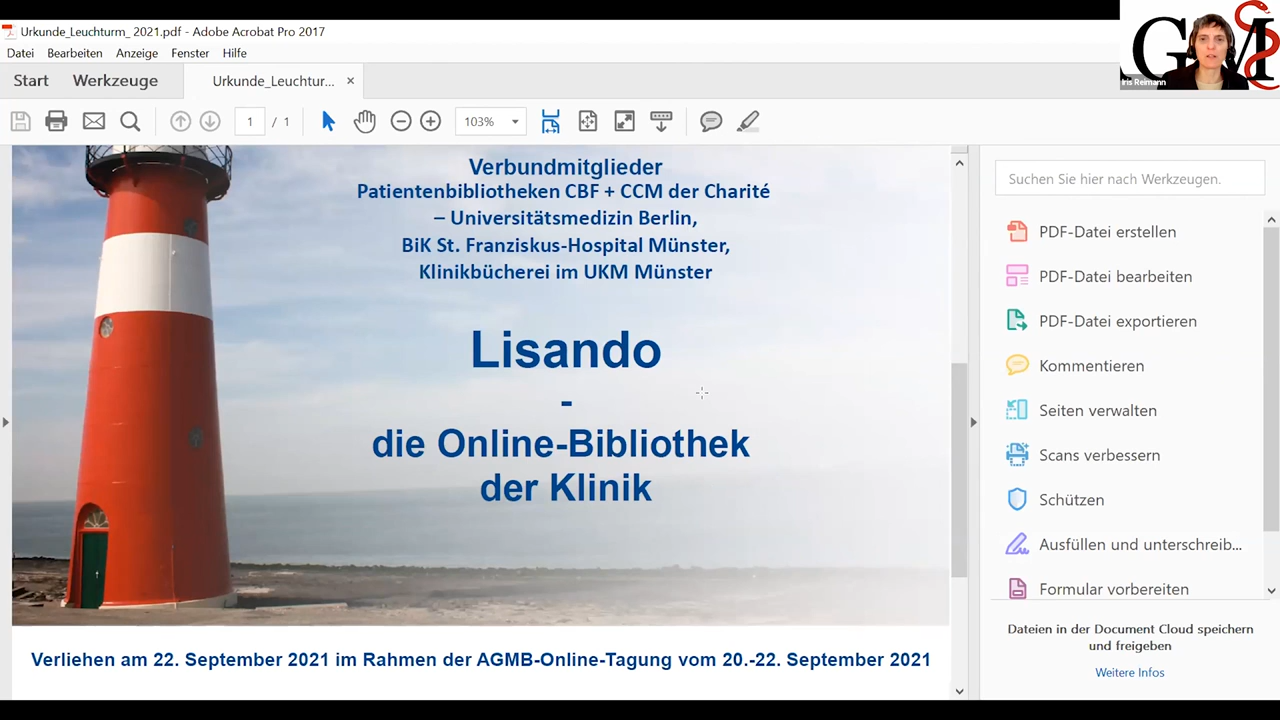 Urkunde_Leuchturm_ 2021.pdf - Adobe Acrobat Pro 2017
Datei Bearbeiten Anzeige Fenster Hilfe
GM
Iris Reimann
Start Werkzeuge Urkunde_Leuchtur... ×
1 / 1 103%
Verbundmitglieder
Patientenbibliotheken CBF + CCM der Charité
– Universitätsmedizin Berlin,
BiK St. Franziskus-Hospital Münster,
Klinikbücherei im UKM Münster
Lisando
-
die Online-Bibliothek
der Klinik
Verliehen am 22. September 2021 im Rahmen der AGMB-Online-Tagung vom 20.-22. September 2021
Suchen Sie hier nach Werkzeugen.
PDF-Datei erstellen
PDF-Datei bearbeiten
PDF-Datei exportieren
Kommentieren
Seiten verwalten
Scans verbessern
Schützen
Ausfüllen und unterschreib...
Formular vorbereiten
Dateien in der Document Cloud speichern
und freigeben
Weitere Infos